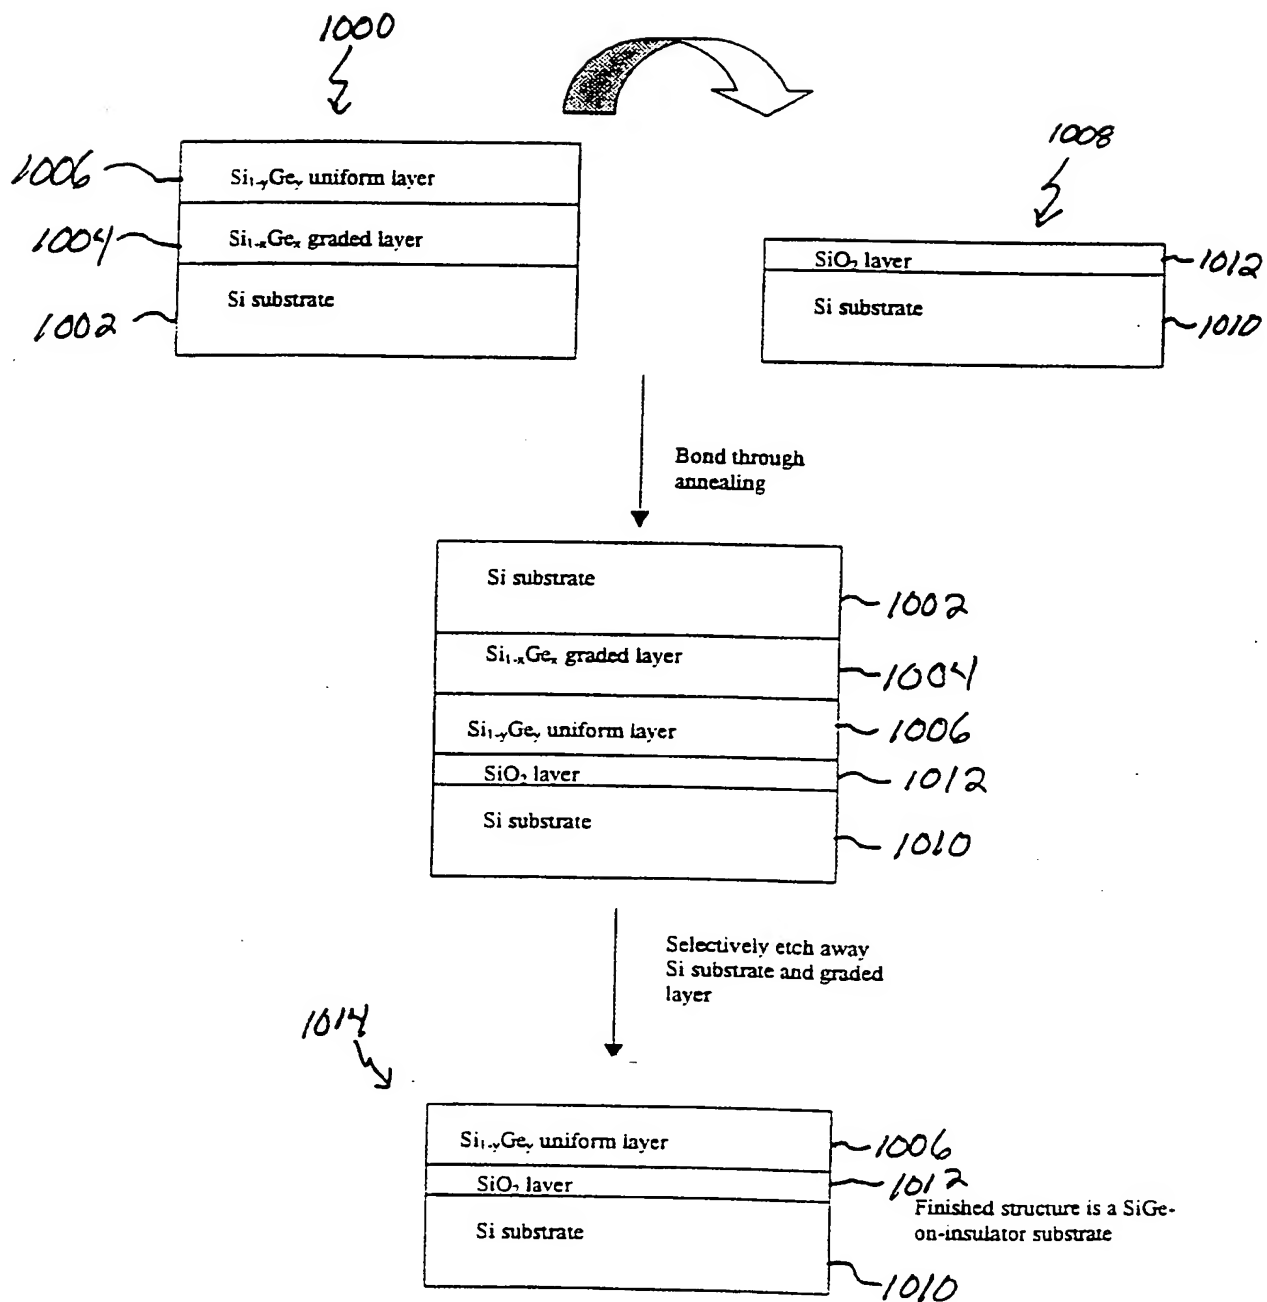 1000
1008
1006
Si₁₋yGey uniform layer
1004
Si₁₋ₓGeₓ graded layer
SiO₂ layer
1012
Si substrate
1002
Si substrate
1010
Bond through
annealing
Si substrate
1002
Si₁₋ₓGeₓ graded layer
1004
Si₁₋yGey uniform layer
1006
SiO₂ layer
1012
Si substrate
1010
Selectively etch away
Si substrate and graded
layer
1014
Si₁₋yGey uniform layer
1006
SiO₂ layer
1012
Finished structure is a SiGe-
on-insulator substrate
Si substrate
1010